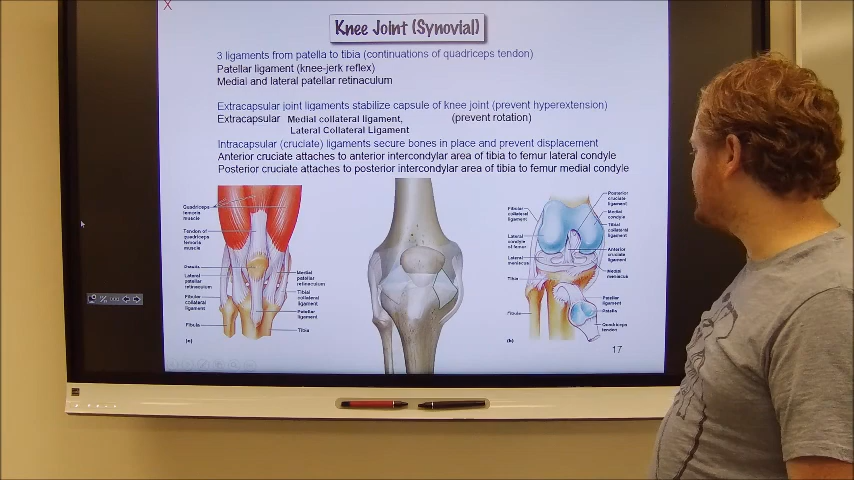 X
Knee Joint (Synovial)
3 ligaments from patella to tibia (continuations of quadriceps tendon)
Patellar ligament (knee-jerk reflex)
Medial and lateral patellar retinaculum
Extracapsular joint ligaments stabilize capsule of knee joint (prevent hyperextension)
Extracapsular Medial collateral ligament, (prevent rotation)
Lateral Collateral Ligament
Intracapsular (cruciate) ligaments secure bones in place and prevent displacement
Anterior cruciate attaches to anterior intercondylar area of tibia to femur lateral condyle
Posterior cruciate attaches to posterior intercondylar area of tibia to femur medial condyle
Quadriceps
femoris
muscle
Tendon of
quadriceps
femoris
muscle
Patella
Lateral
patellar
retinaculum
Fibular
collateral
ligament
Fibula
(a)
Medial
patellar
retinaculum
Tibial
collateral
ligament
Patellar
ligament
Tibia
Fibular
collateral
ligament
Lateral
condyle
of femur
Lateral
meniscus
Tibia
Fibula
(b)
Posterior
cruciate
ligament
Medial
condyle
Tibial
collateral
ligament
Anterior
cruciate
ligament
Medial
meniscus
Patellar
ligament
Patella
Quadriceps
tendon
17